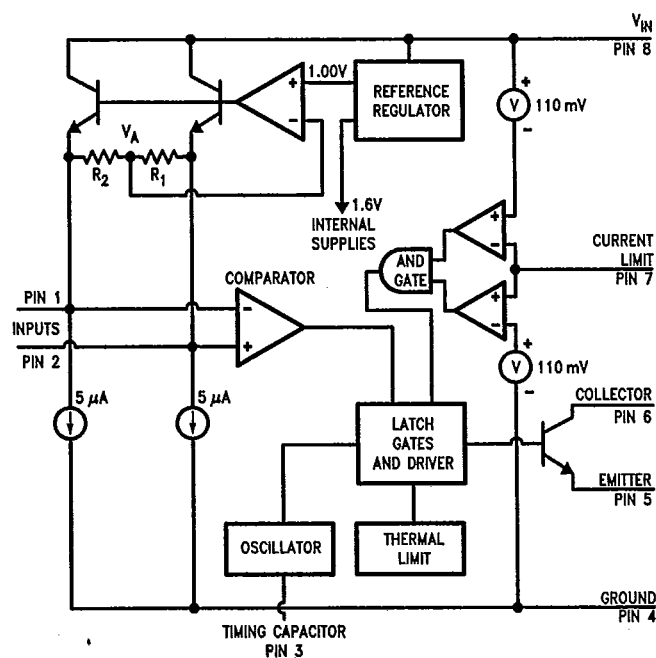 V_IN
PIN 8
1.00V
REFERENCE
REGULATOR
V
110 mV
+
−
+
−
V_A
R_2
R_1
1.6V
INTERNAL
SUPPLIES
+
−
+
−
AND
GATE
CURRENT
LIMIT
PIN 7
COMPARATOR
PIN 1
INPUTS
PIN 2
−
+
+
V
110 mV
−
5 µA
5 µA
LATCH
GATES
AND DRIVER
COLLECTOR
PIN 6
EMITTER
PIN 5
OSCILLATOR
THERMAL
LIMIT
GROUND
PIN 4
TIMING CAPACITOR
PIN 3